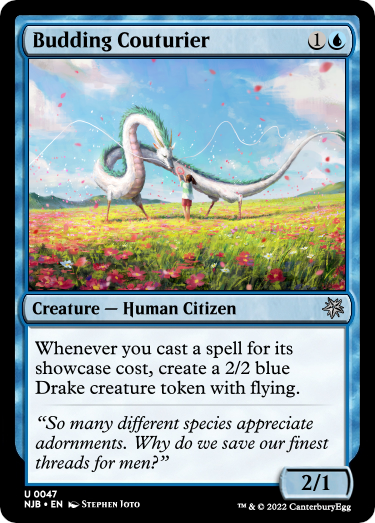 Budding Couturier 1
Creature — Human Citizen
Whenever you cast a spell for its
showcase cost, create a 2/2 blue
Drake creature token with flying.
“So many different species appreciate
adornments. Why do we save our finest
threads for men?”
2/1
U 0047
NJB • EN Stephen Ioto
™ & © 2022 CanterburyEgg